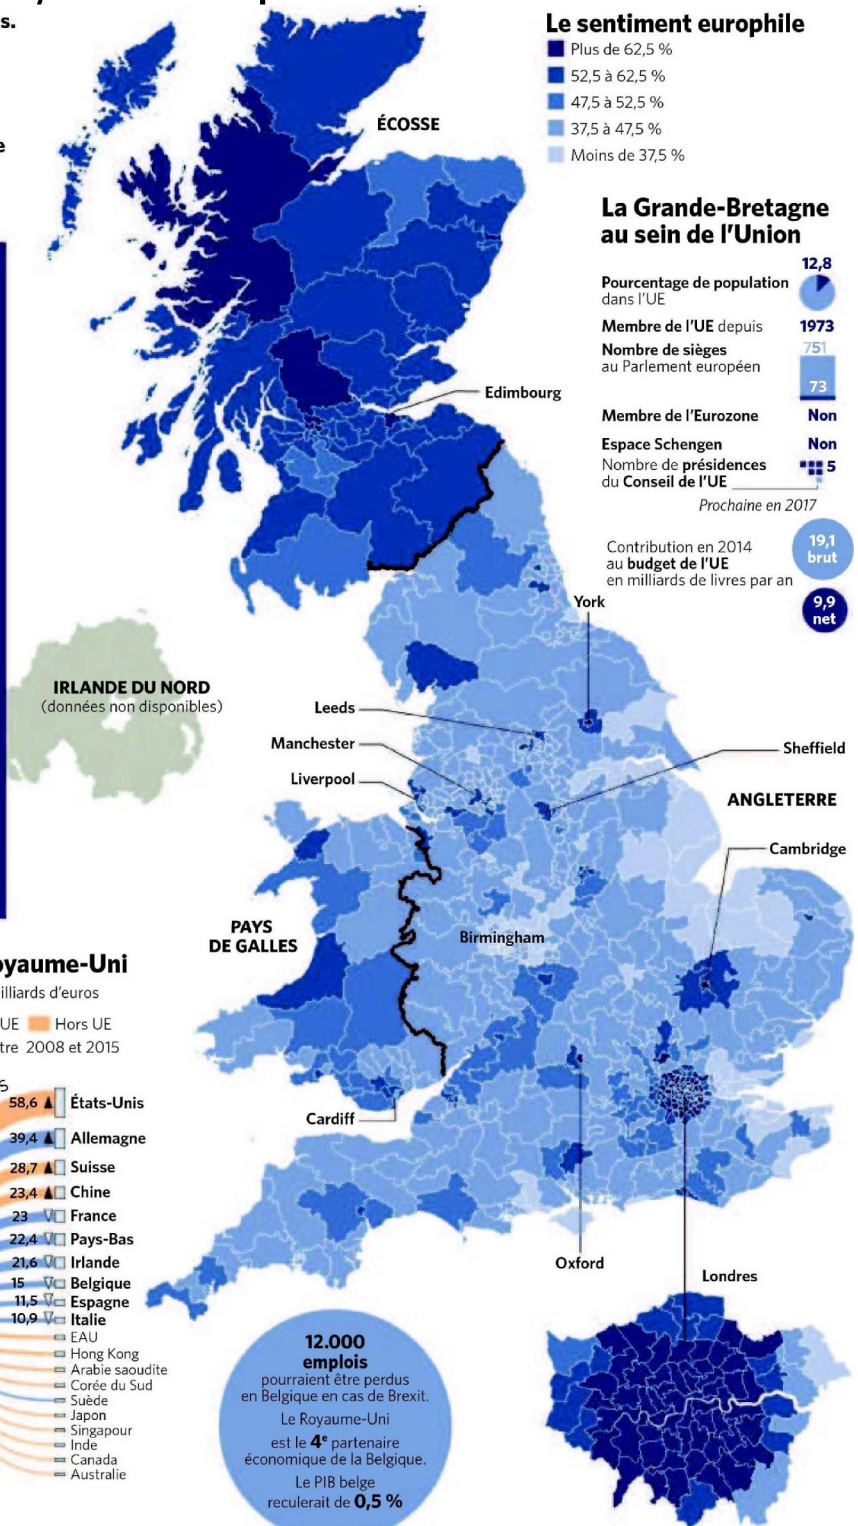 s.
e
Le sentiment europhile
Plus de 62,5 %
52,5 à 62,5 %
47,5 à 52,5 %
37,5 à 47,5 %
Moins de 37,5 %
ÉCOSSE
La Grande-Bretagne
au sein de l'Union
12,8
Pourcentage de population
dans l'UE
Membre de l'UE depuis 1973
Nombre de sièges 751
au Parlement européen
73
Membre de l'Eurozone Non
Espace Schengen Non
Nombre de présidences 5
du Conseil de l'UE
Prochaine en 2017
Contribution en 2014
au budget de l'UE
en milliards de livres par an
19,1
brut
9,9
net
Edimbourg
York
IRLANDE DU NORD
(données non disponibles)
Leeds
Manchester
Liverpool
Sheffield
ANGLETERRE
Cambridge
PAYS
DE GALLES
Birmingham
Cardiff
Oxford
Londres
oyaume-Uni
illiards d'euros
UE Hors UE
tre 2008 et 2015
58,6 États-Unis
39,4 Allemagne
28,7 Suisse
23,4 Chine
23 France
22,4 Pays-Bas
21,6 Irlande
15 Belgique
11,5 Espagne
10,9 Italie
EAU
Hong Kong
Arabie saoudite
Corée du Sud
Suède
Japon
Singapour
Inde
Canada
Australie
12.000
emplois
pourraient être perdus
en Belgique en cas de Brexit.
Le Royaume-Uni
est le 4e partenaire
économique de la Belgique.
Le PIB belge
reculerait de 0,5 %